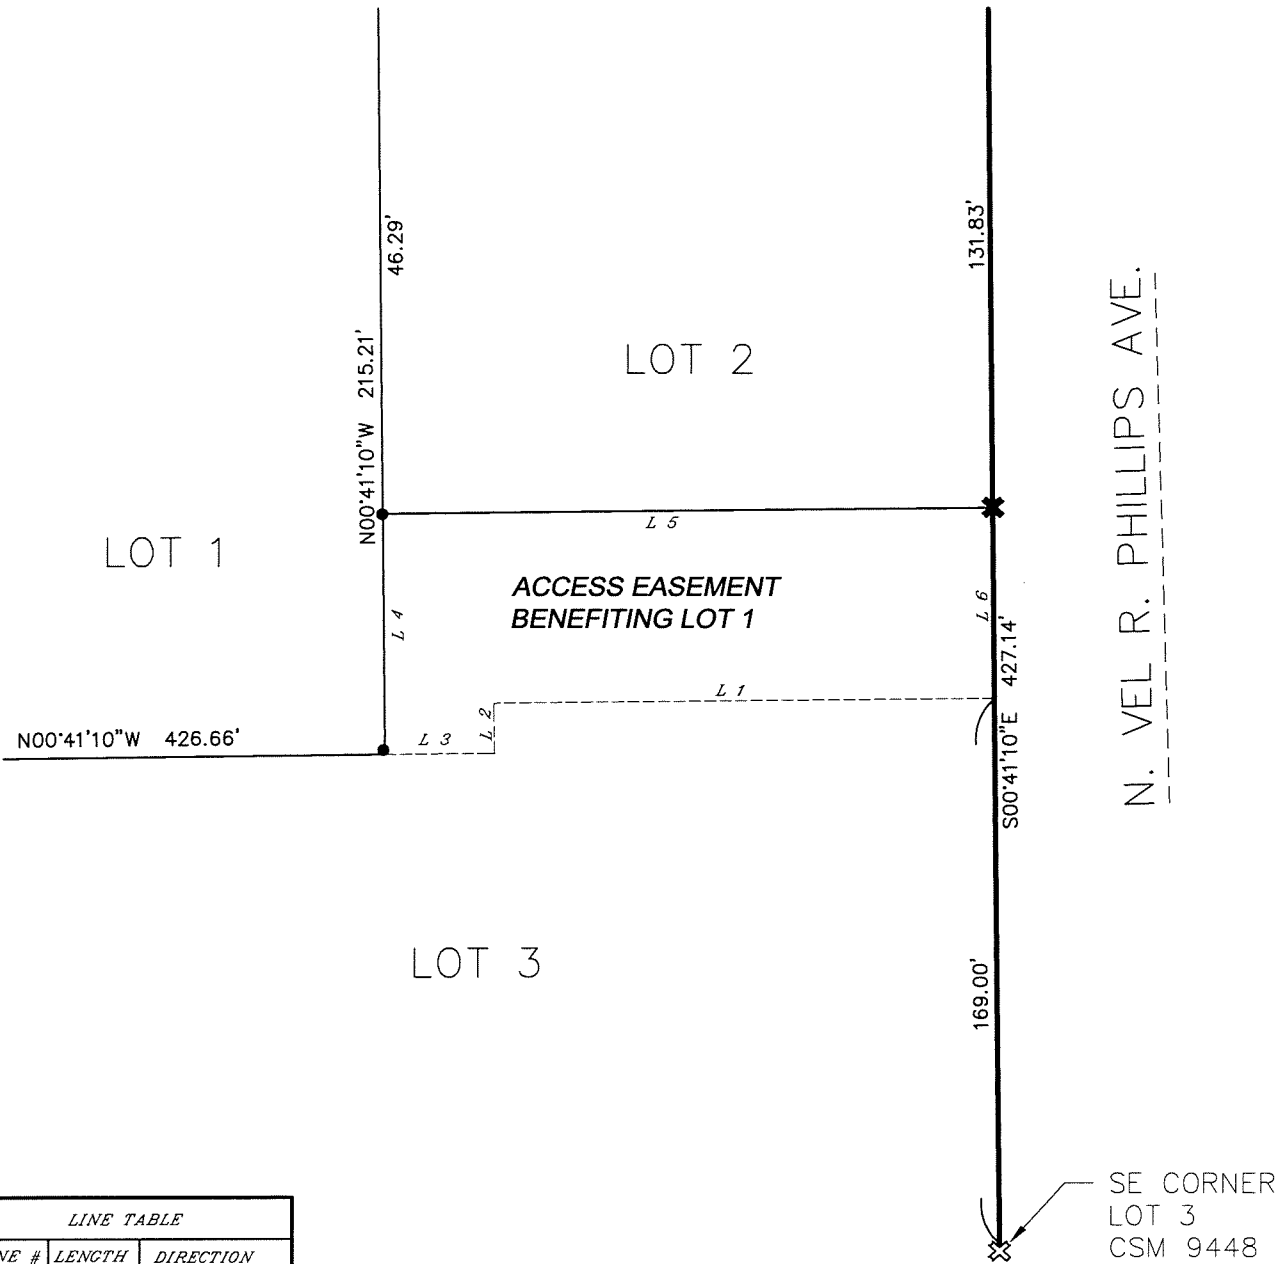 46.29'
131.83'
N00°41'10"W 215.21'
LOT 2
N. VEL R. PHILLIPS AVE.
LOT 1
L 5
ACCESS EASEMENT
BENEFITING LOT 1
L 4
L 6
S00°41'10"E 427.14'
L 1
L 2
L 3
N00°41'10"W 426.66'
LOT 3
169.00'
SE CORNER
LOT 3
CSM 9448
LINE TABLE
NE # LENGTH DIRECTION